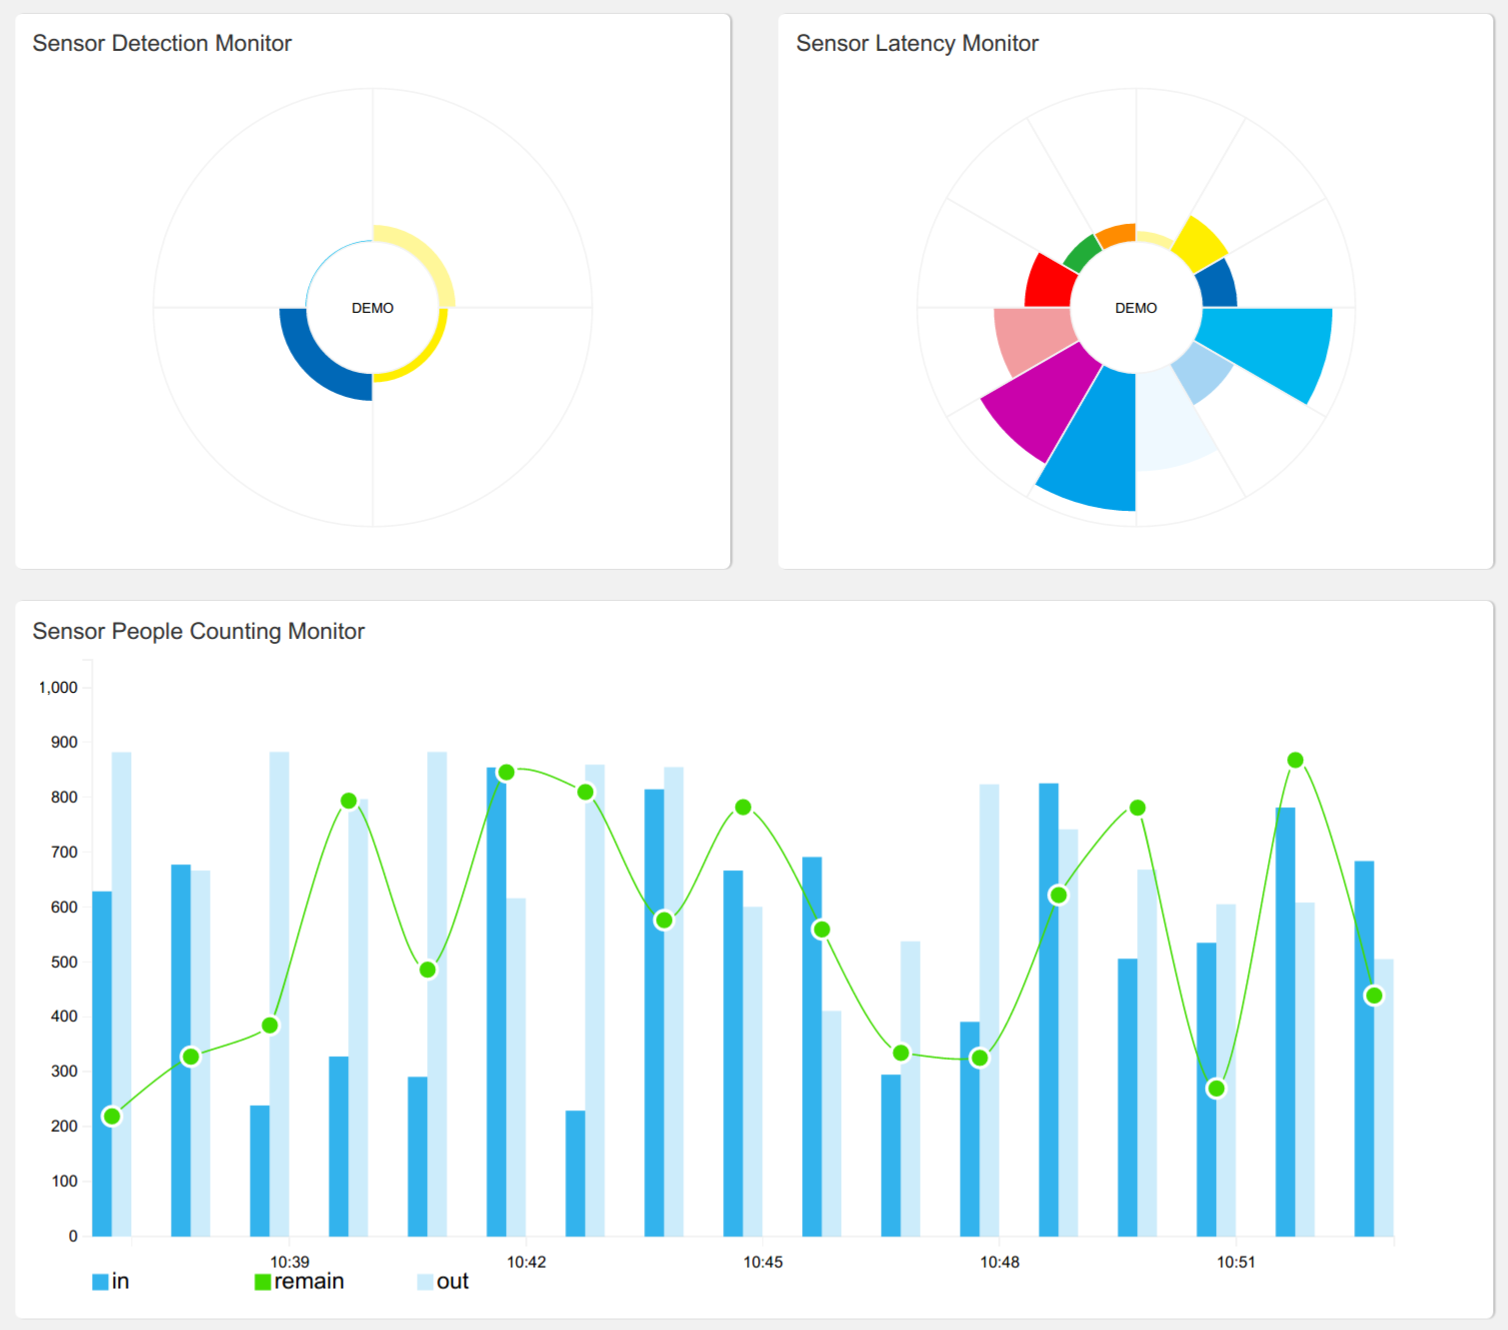 Sensor Detection Monitor
DEMO
Sensor Latency Monitor
DEMO
Sensor People Counting Monitor
1,000
900
800
700
600
500
400
300
200
100
0
10:39 10:42 10:45 10:48 10:51
in remain out